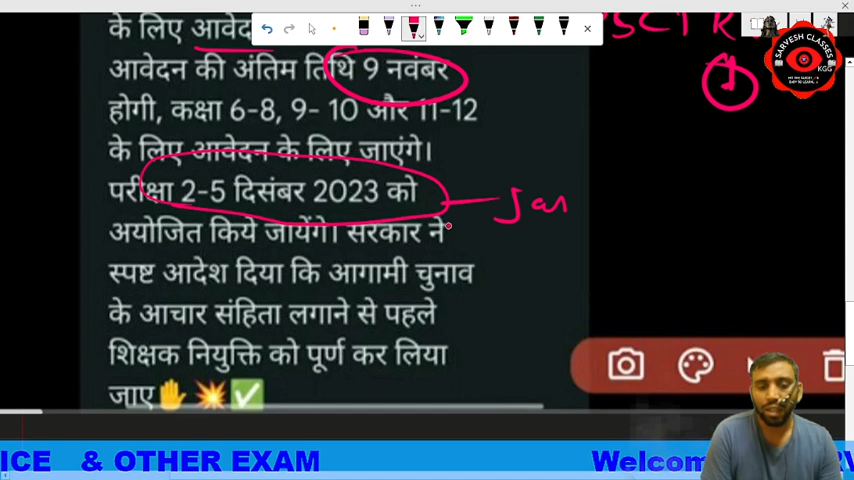 के लिए आवेद
आवेदन की अंतिम तिथि 9 नवंबर
होगी, कक्षा 6-8, 9- 10 और 11-12
के लिए आवेदन के लिए जाएंगे।
परीक्षा 2-5 दिसंबर 2023 को
Jan
अयोजित किये जायेंगे। सरकार ने
स्पष्ट आदेश दिया कि आगामी चुनाव
के आचार संहिता लगाने से पहले
शिक्षक नियुक्ति को पूर्ण कर लिया
जाए✋💥✅
SARVESH CLASSES
KGG
ICE & OTHER EXAM
Welcom